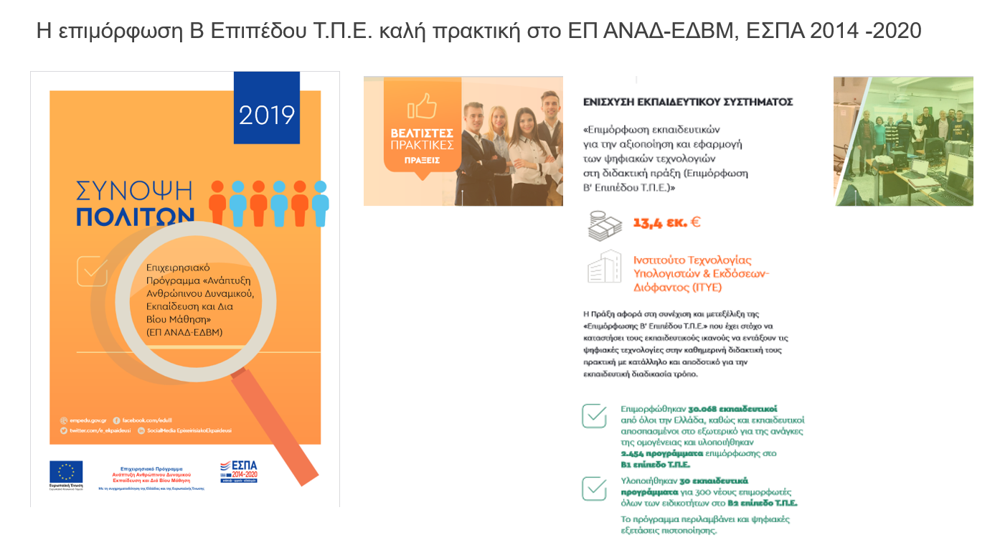 Η επιμόρφωση Β Επιπέδου Τ.Π.Ε. καλή πρακτική στο ΕΠ ΑΝΑΔ-ΕΔΒΜ, ΕΣΠΑ 2014 -2020
2019
ΣΥΝΟΨΗ
ΠΟΛΙΤΩΝ
Επιχειρησιακό
Πρόγραμμα «Ανάπτυξη
Ανθρώπινου Δυναμικού,
Εκπαίδευση και Δια
Βίου Μάθηση»
(ΕΠ ΑΝΑΔ-ΕΔΒΜ)
empedu.gov.gr facebook.com/edulll
twitter.com/e_ekpaideusi SocialMedia EpixeirisiakoEkpaideusi
Ευρωπαϊκή Ένωση
Ευρωπαϊκό Κοινωνικό Ταμείο
Επιχειρησιακό Πρόγραμμα
Ανάπτυξη Ανθρώπινου Δυναμικού
Εκπαίδευση και Διά Βίου Μάθηση
Με τη συγχρηματοδότηση της Ελλάδας και της Ευρωπαϊκής Ένωσης
ΕΣΠΑ
2014-2020
ανάπτυξη - εργασία - αλληλεγγύη
ΒΕΛΤΙΣΤΕΣ
ΠΡΑΚΤΙΚΕΣ
ΠΡΑΞΕΙΣ
ΕΝΙΣΧΥΣΗ ΕΚΠΑΙΔΕΥΤΙΚΟΥ ΣΥΣΤΗΜΑΤΟΣ
«Επιμόρφωση εκπαιδευτικών
για την αξιοποίηση και εφαρμογή
των ψηφιακών τεχνολογιών
στη διδακτική πράξη (Επιμόρφωση
Β' Επιπέδου Τ.Π.Ε.)»
13,4 εκ. €
Ινστιτούτο Τεχνολογίας
Υπολογιστών & Εκδόσεων-
Διόφαντος (ΙΤΥΕ)
Η Πράξη αφορά στη συνέχιση και μετεξέλιξη της
«Επιμόρφωσης Β' Επιπέδου Τ.Π.Ε.» που έχει στόχο να
καταστήσει τους εκπαιδευτικούς ικανούς να εντάξουν τις
ψηφιακές τεχνολογίες στην καθημερινή διδακτική τους
πρακτική με κατάλληλο και αποδοτικό για την
εκπαιδευτική διαδικασία τρόπο.
Επιμορφώθηκαν 30.068 εκπαιδευτικοί
από όλοι την Ελλάδα, καθώς και εκπαιδευτικοί
αποσπασμένοι στο εξωτερικό για της ανάγκες
της ομογένειας και υλοποιήθηκαν
2.454 προγράμματα επιμόρφωσης στο
Β1 επίπεδο Τ.Π.Ε.
Υλοποιήθηκαν 30 εκπαιδευτικά
προγράμματα για 300 νέους επιμορφωτές
όλων των ειδικοτήτων στο Β2 επίπεδο Τ.Π.Ε.
Το πρόγραμμα περιλαμβάνει και ψηφιακές
εξετάσεις πιστοποίησης.